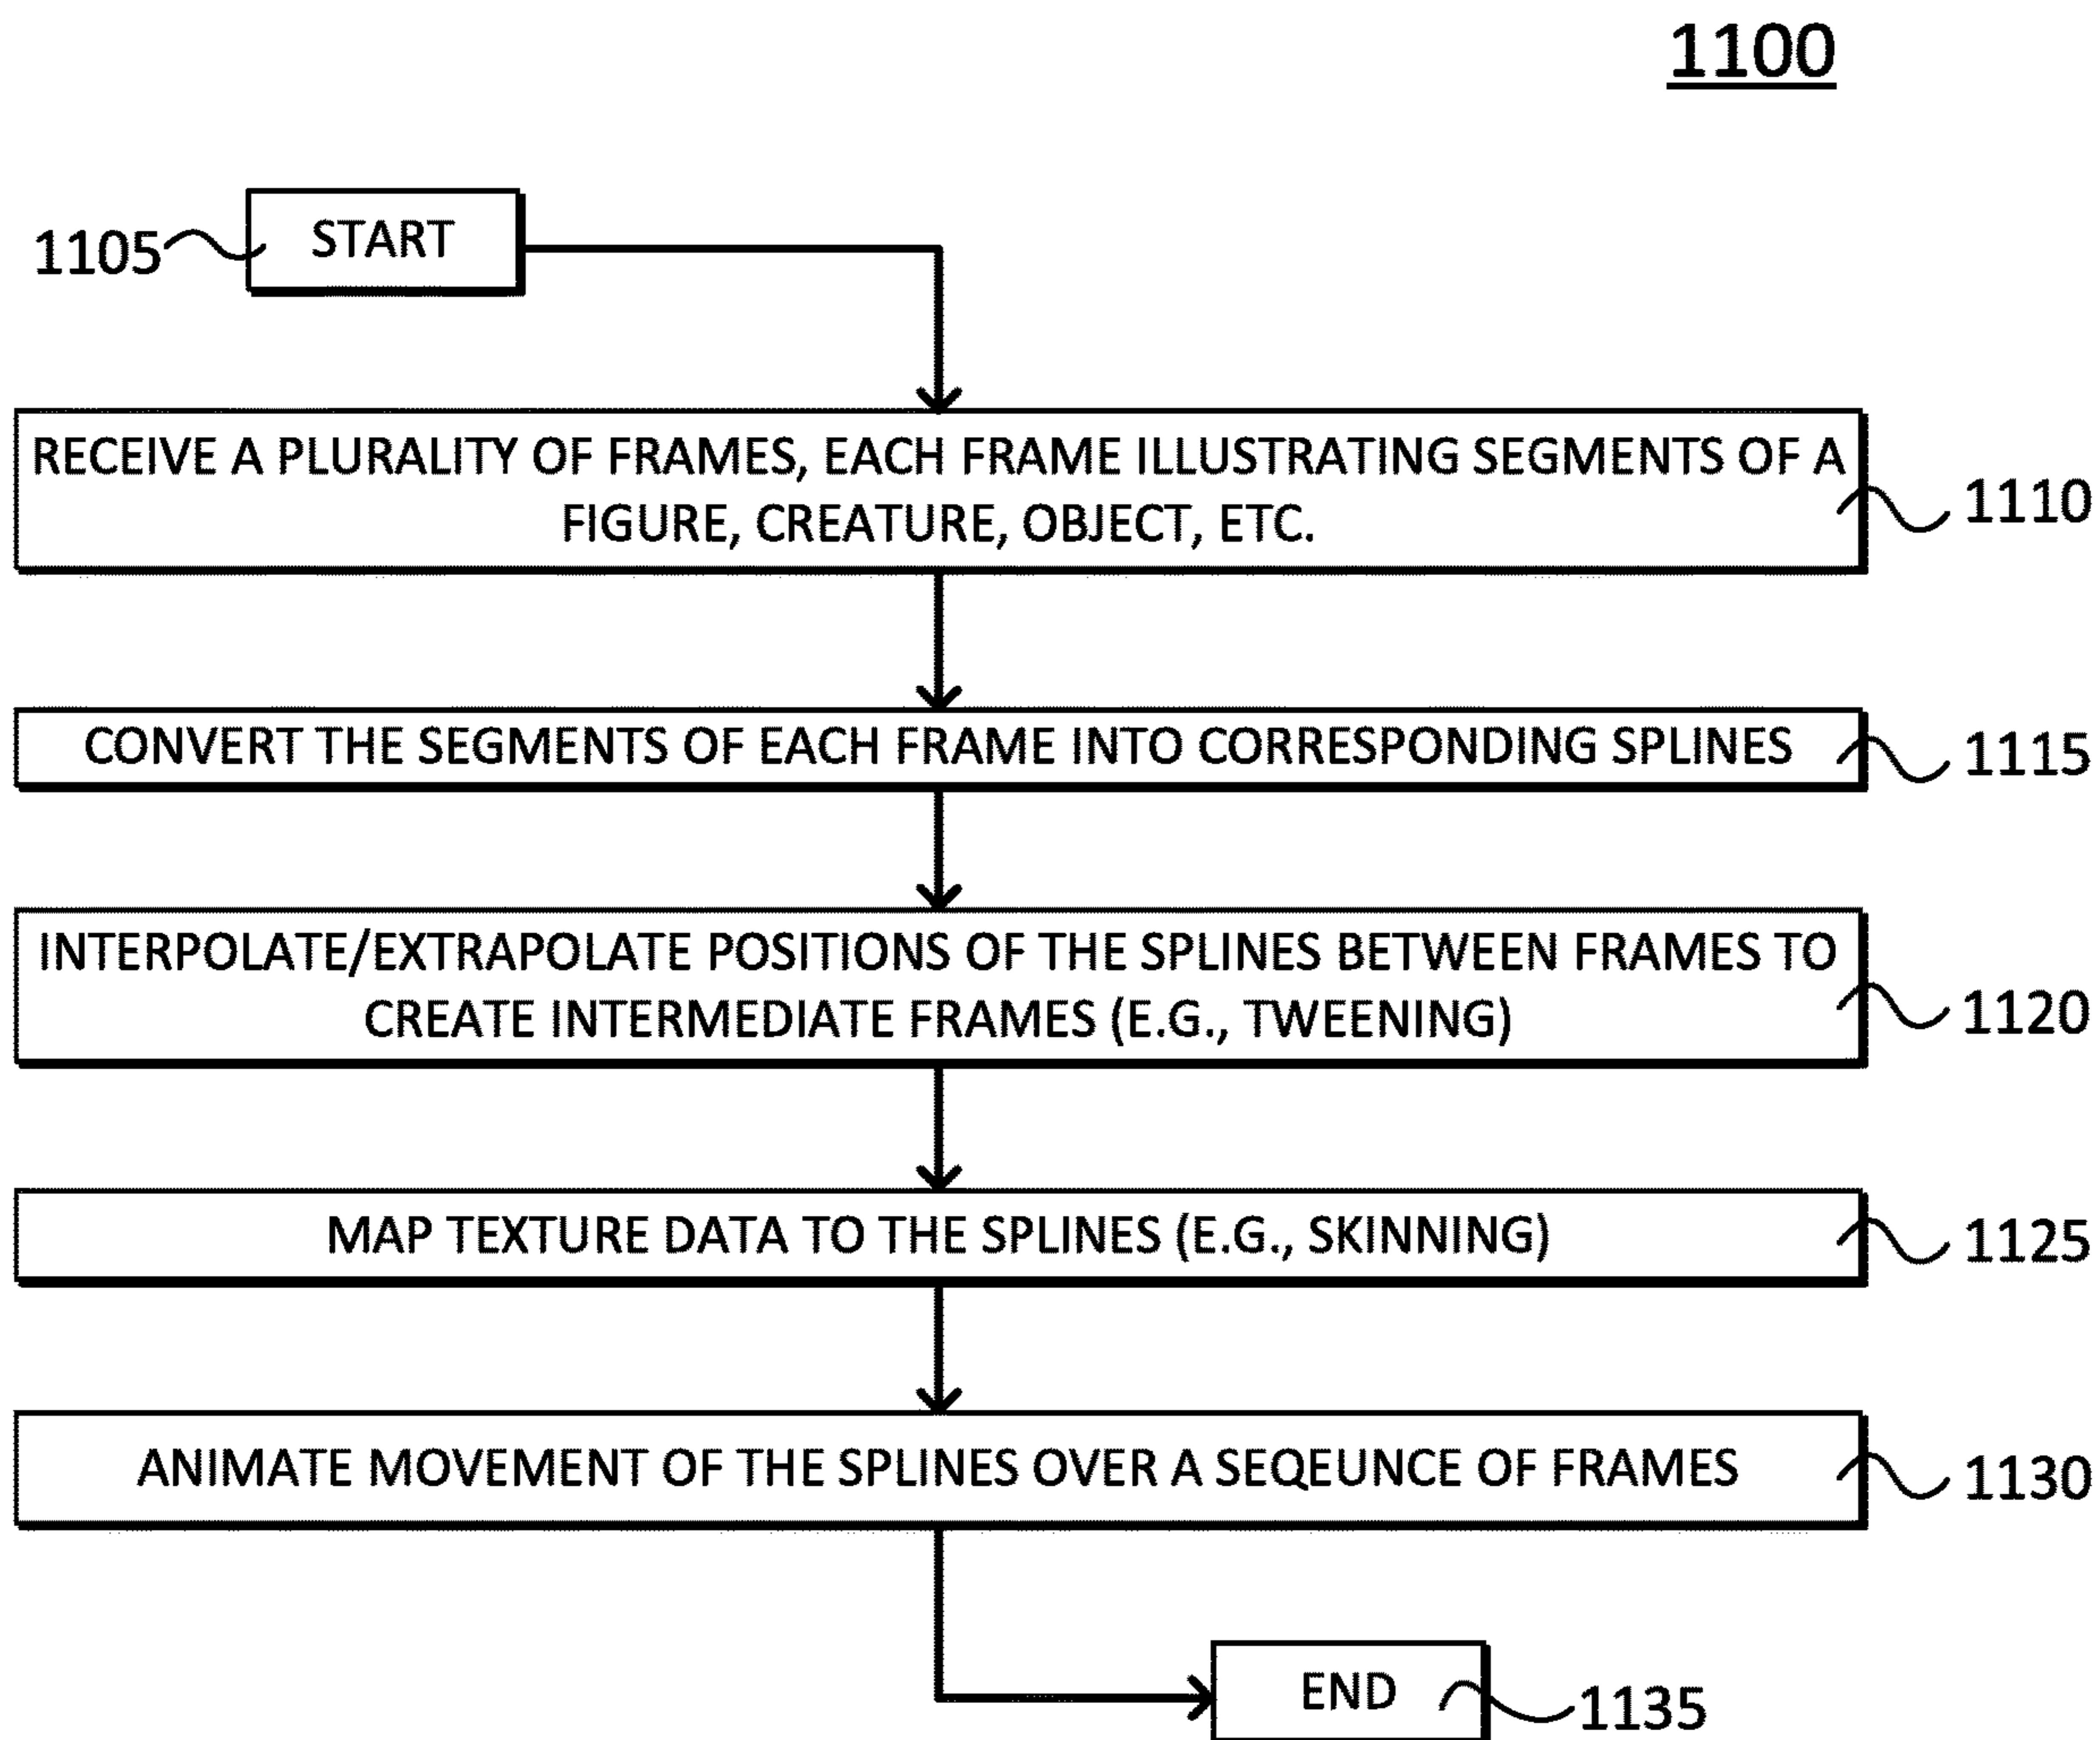 1100
START
1105
RECEIVE A PLURALITY OF FRAMES, EACH FRAME ILLUSTRATING SEGMENTS OF A
FIGURE, CREATURE, OBJECT, ETC.
1110
CONVERT THE SEGMENTS OF EACH FRAME INTO CORRESPONDING SPLINES
1115
INTERPOLATE/EXTRAPOLATE POSITIONS OF THE SPLINES BETWEEN FRAMES TO
CREATE INTERMEDIATE FRAMES (E.G., TWEENING)
1120
MAP TEXTURE DATA TO THE SPLINES (E.G., SKINNING)
1125
ANIMATE MOVEMENT OF THE SPLINES OVER A SEQEUNCE OF FRAMES
1130
END
1135